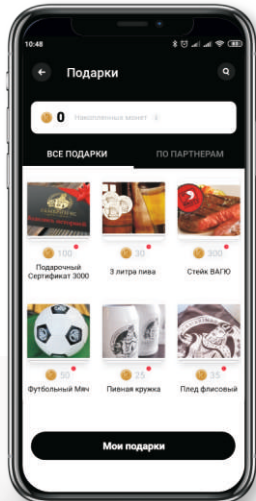 10:48
Подарки
0 Накопленных монет
ВСЕ ПОДАРКИ ПО ПАРТНЕРАМ
100 30 300
Подарочный Сертификат 3000
3 литра пива
Стейк ВАГЮ
50 25 35
Футбольный Мяч
Пивная кружка
Плед флисовый
Мои подарки